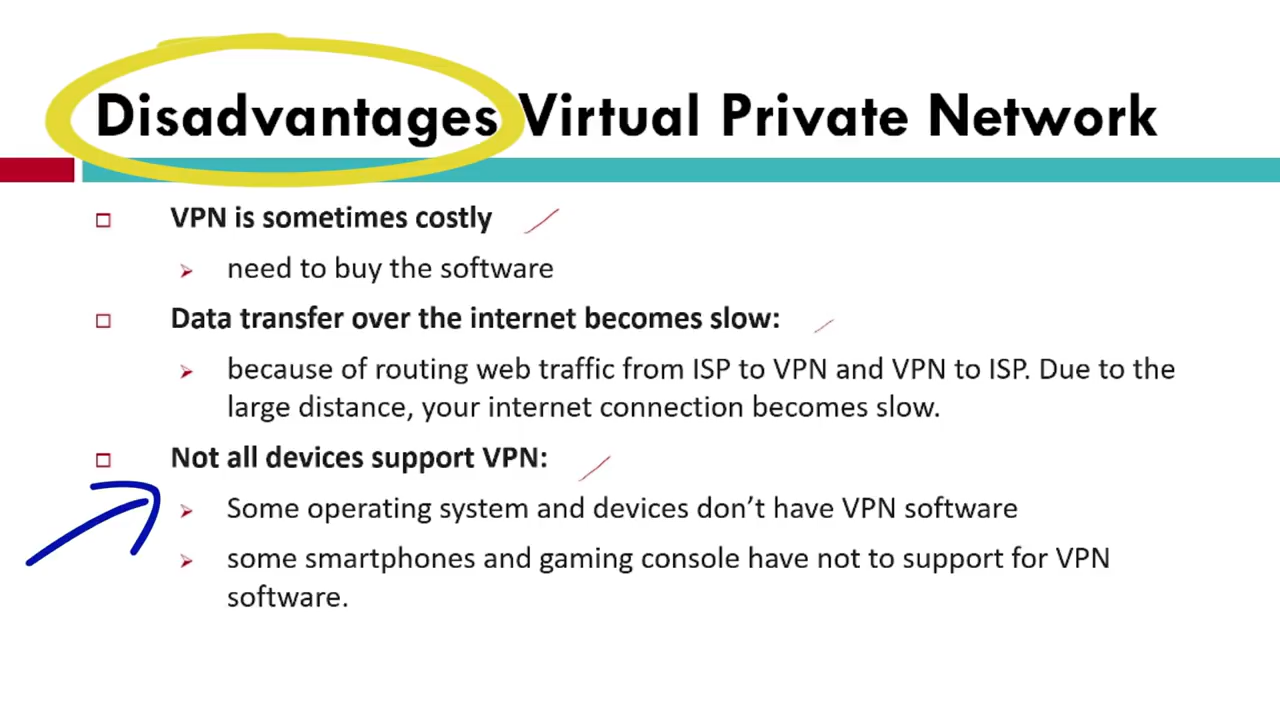 Disadvantages Virtual Private Network
VPN is sometimes costly
need to buy the software
Data transfer over the internet becomes slow:
because of routing web traffic from ISP to VPN and VPN to ISP. Due to the
large distance, your internet connection becomes slow.
Not all devices support VPN:
Some operating system and devices don’t have VPN software
some smartphones and gaming console have not to support for VPN
software.